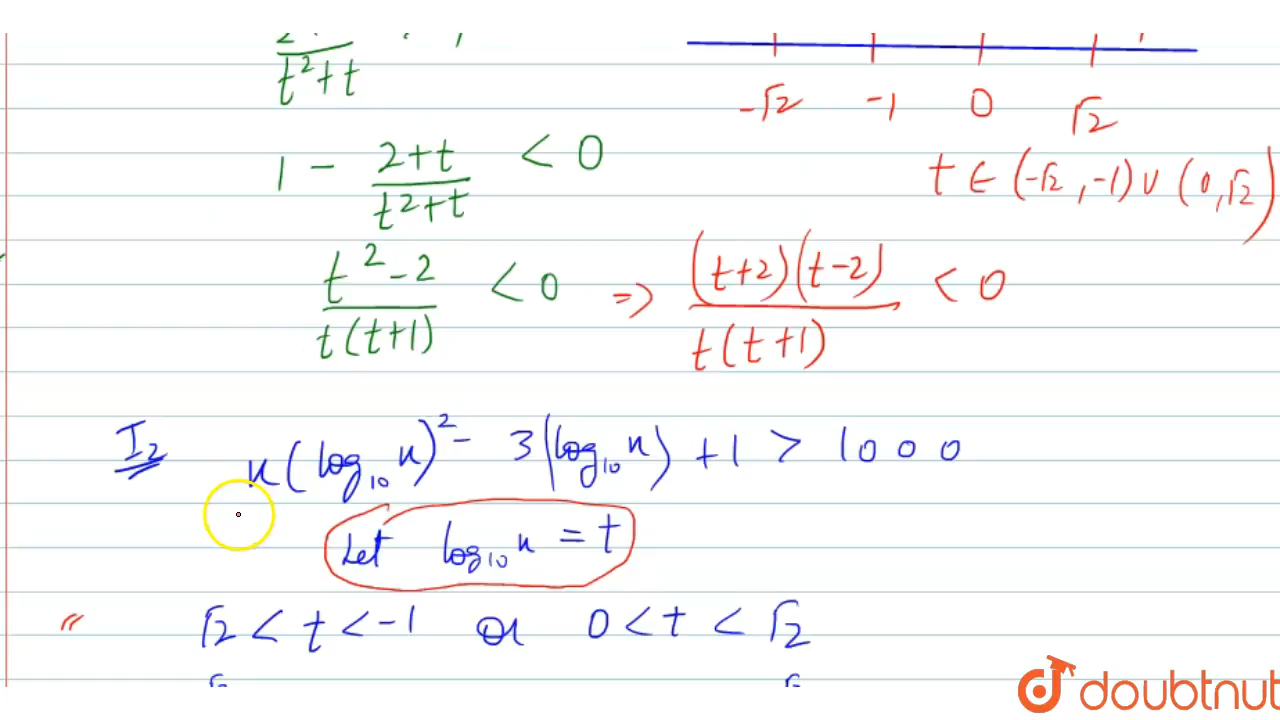 t²+t
-√2 -1 0 √2
1 - (2+t)/(t²+t) < 0
t ∈ (-√2, -1) ∪ (0, √2)
(t²-2)/(t(t+1)) < 0 ⇒ ((t+2)(t-2))/(t(t+1)) < 0
I₂ x(log₁₀ x)² - 3(log₁₀ x) + 1 > 1000
Let log₁₀ x = t
√2 < t < -1 or 0 < t < √2
doubtnut